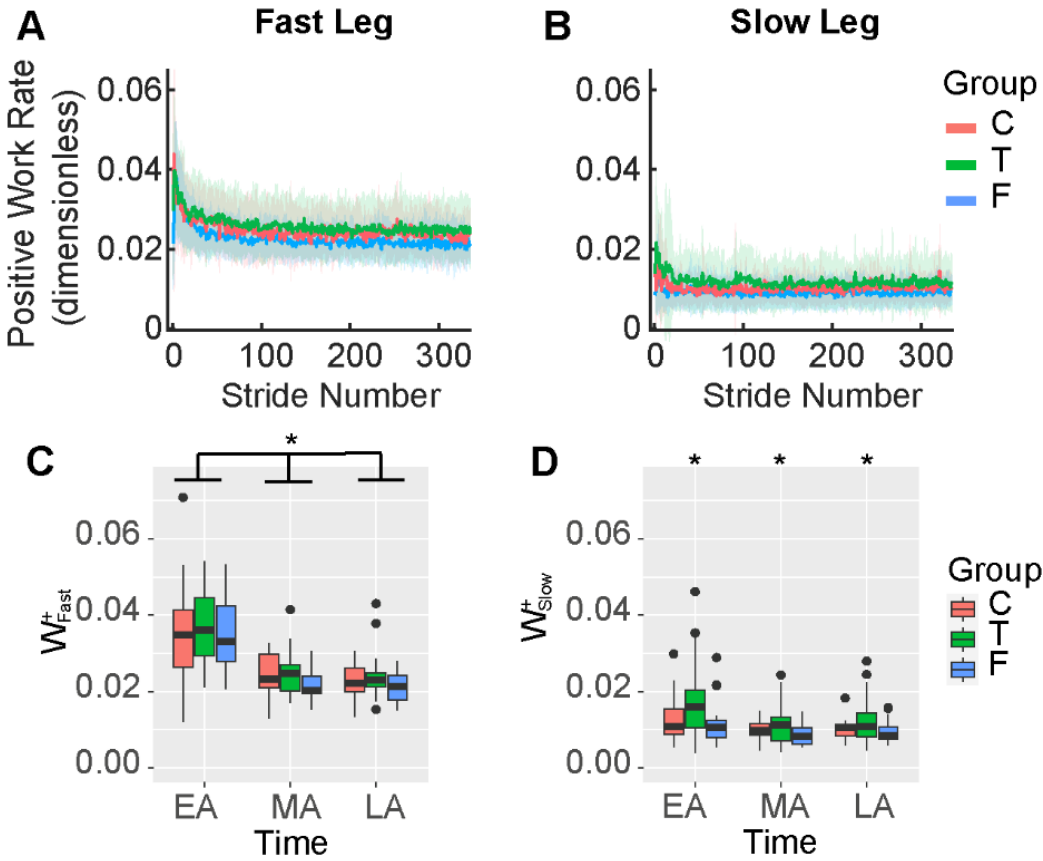 A
Fast Leg
B
Slow Leg
Positive Work Rate
(dimensionless)
0.06
0.04
0.02
0
0 100 200 300
Stride Number
0.06
0.04
0.02
0
0 100 200 300
Stride Number
Group
C
T
F
C
*
W+Fast
0.06
0.04
0.02
0.00
EA MA LA
Time
D
* * *
W+Slow
0.06
0.04
0.02
0.00
EA MA LA
Time
Group
C
T
F